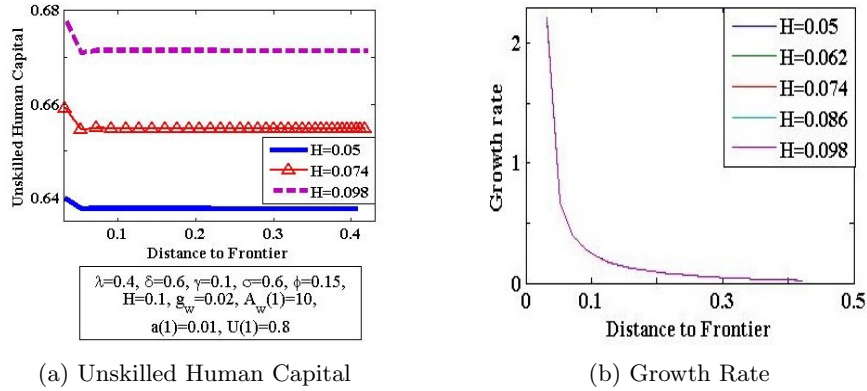 0.68
0.66
0.64
Unskilled Human Capital
H=0.05
H=0.074
H=0.098
0.1
0.2
0.3
0.4
Distance to Frontier
λ=0.4, δ=0.6, γ=0.1, σ=0.6, ϕ=0.15,
H=0.1, g_w=0.02, A_w(1)=10,
a(1)=0.01, U(1)=0.8
(a) Unskilled Human Capital
2
1
0
Growth rate
H=0.05
H=0.062
H=0.074
H=0.086
H=0.098
0
0.1
0.3
0.5
Distance to Frontier
(b) Growth Rate